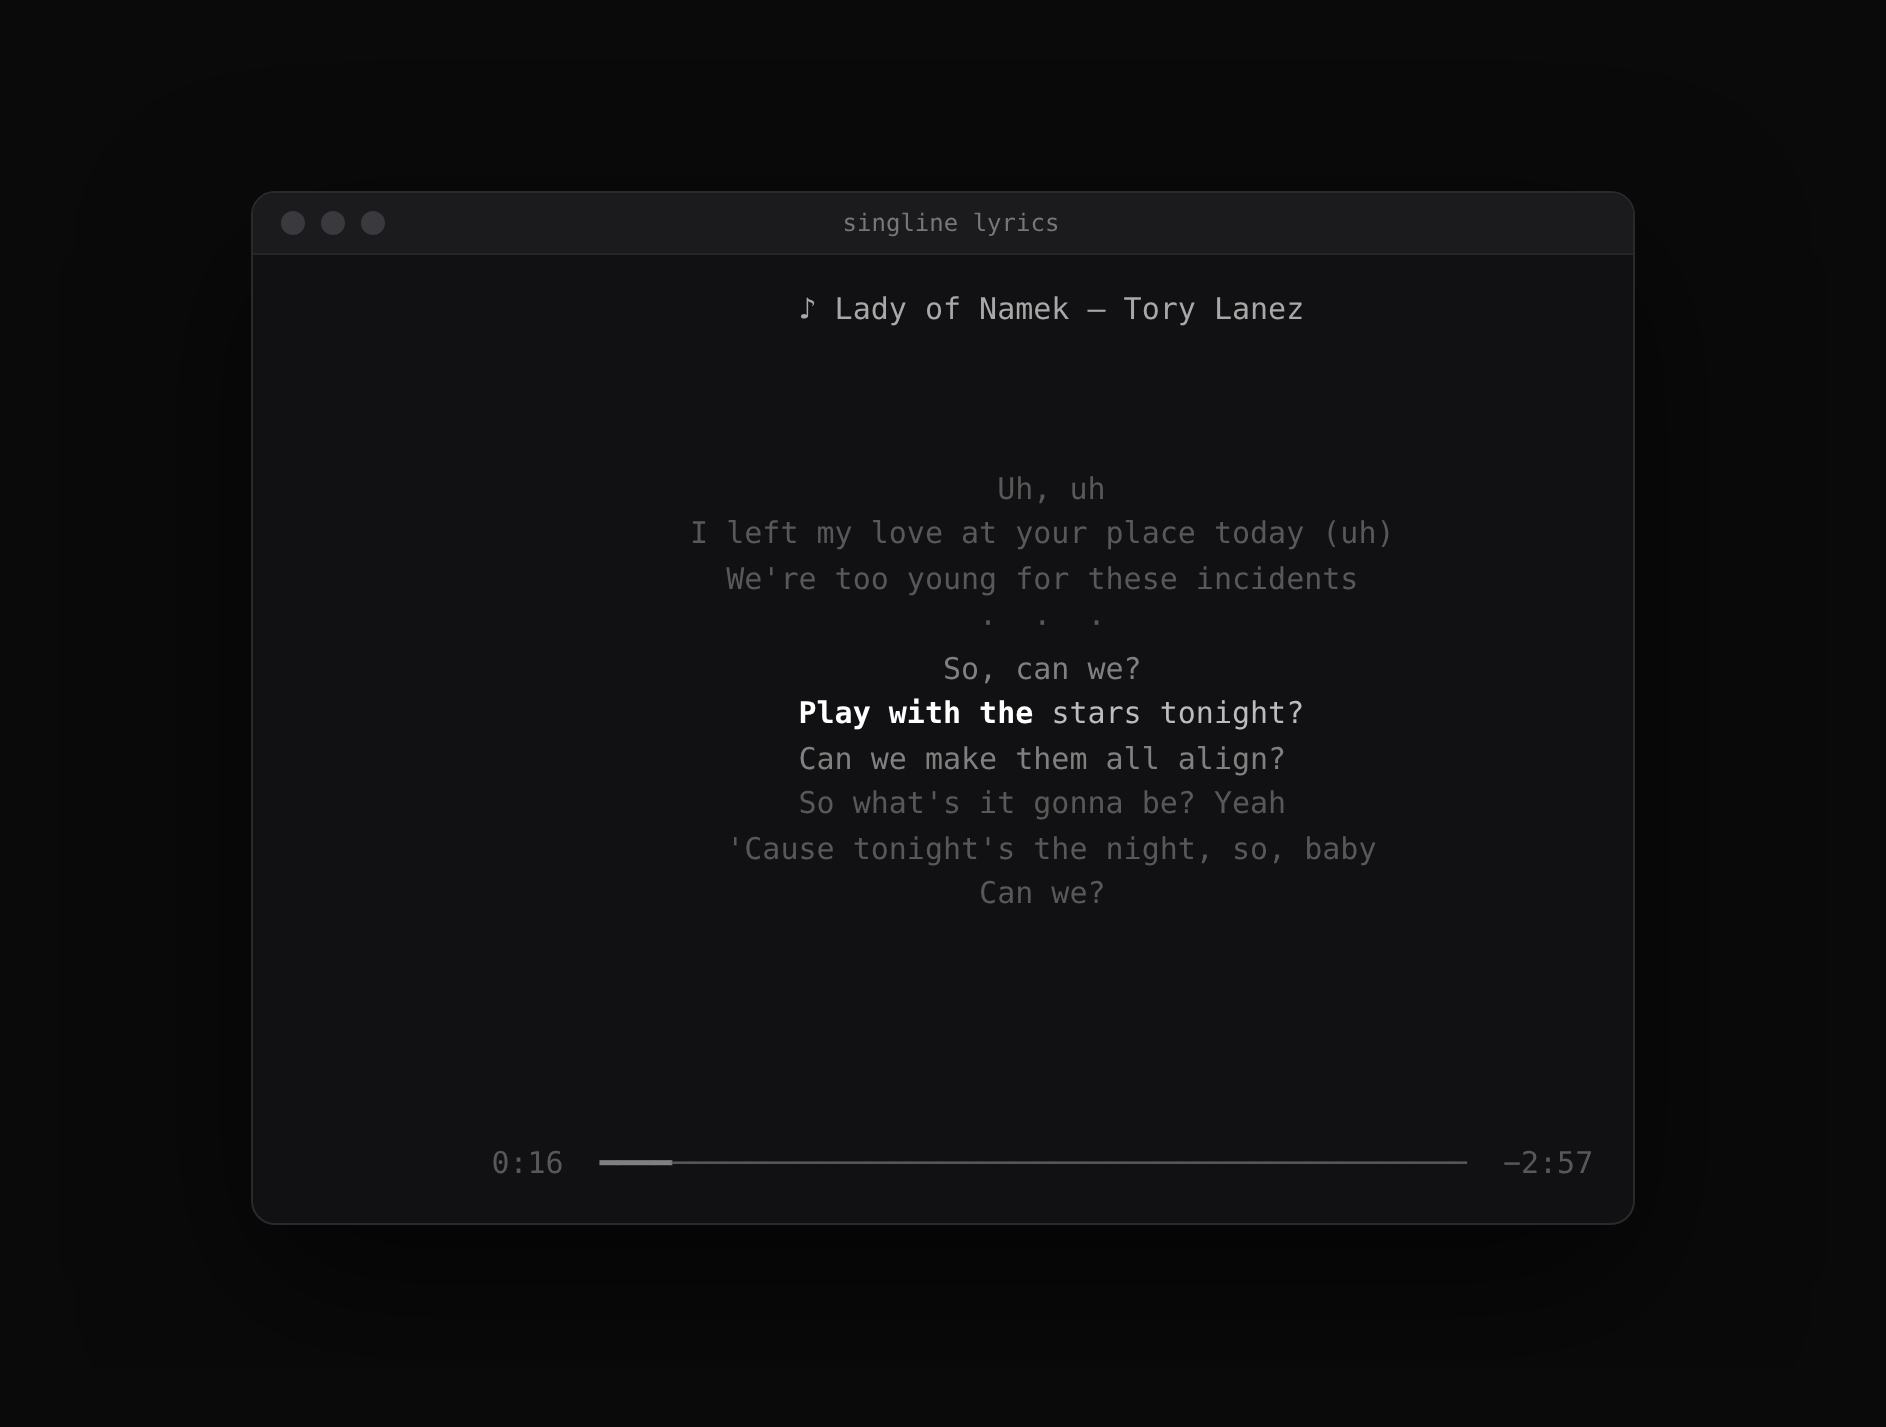 singline lyrics
♪ Lady of Namek — Tory Lanez
Uh, uh
I left my love at your place today (uh)
We're too young for these incidents
· · ·
So, can we?
Play with the stars tonight?
Can we make them all align?
So what's it gonna be? Yeah
'Cause tonight's the night, so, baby
Can we?
0:16 −2:57